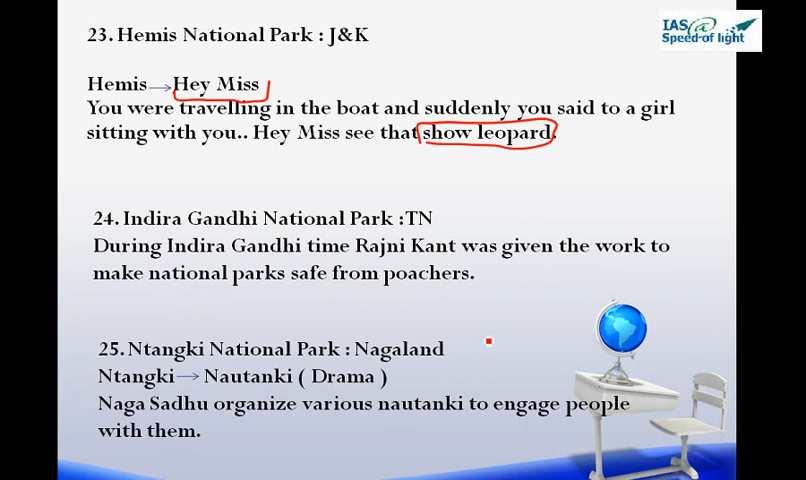 23. Hemis National Park : J&K
IAS@
Speed of light
Hemis→Hey Miss
You were travelling in the boat and suddenly you said to a girl
sitting with you.. Hey Miss see that show leopard.
24. Indira Gandhi National Park :TN
During Indira Gandhi time Rajni Kant was given the work to
make national parks safe from poachers.
25. Ntangki National Park : Nagaland
Ntangki→ Nautanki ( Drama )
Naga Sadhu organize various nautanki to engage people
with them.